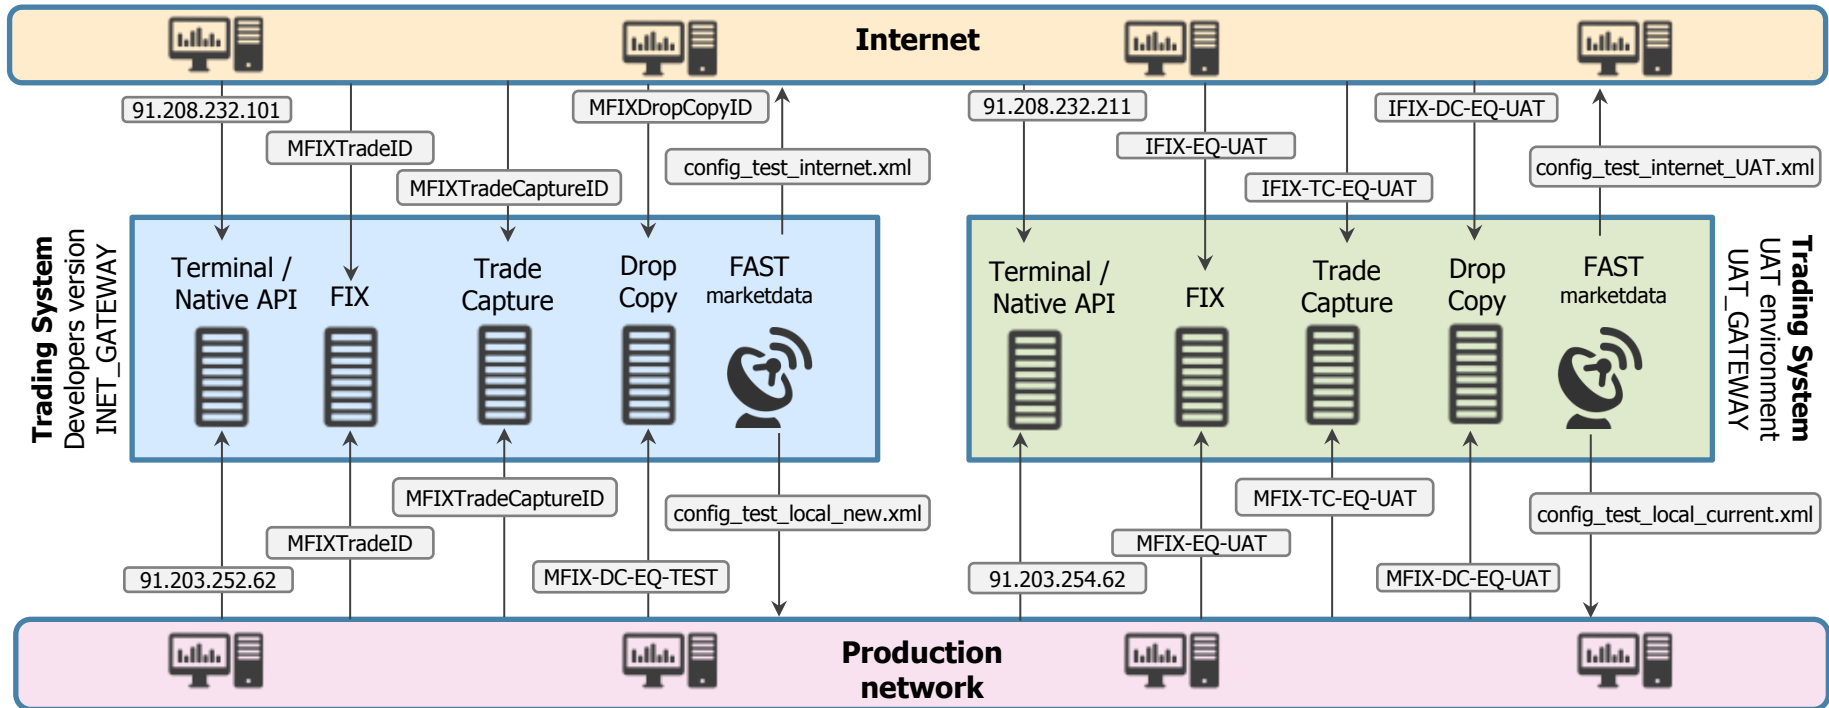 Internet
91.208.232.101
MFIXTradeID
MFIXTradeCaptureID
MFIXDropCopyID
config_test_internet.xml
91.208.232.211
IFIX-EQ-UAT
IFIX-TC-EQ-UAT
IFIX-DC-EQ-UAT
config_test_internet_UAT.xml
Trading System
Developers version
INET_GATEWAY
Terminal /
Native API
FIX
Trade
Capture
Drop
Copy
FAST
marketdata
Terminal /
Native API
FIX
Trade
Capture
Drop
Copy
FAST
marketdata
Trading System
UAT environment
UAT_GATEWAY
91.203.252.62
MFIXTradeID
MFIXTradeCaptureID
MFIX-DC-EQ-TEST
config_test_local_new.xml
91.203.254.62
MFIX-EQ-UAT
MFIX-TC-EQ-UAT
MFIX-DC-EQ-UAT
config_test_local_current.xml
Production
network